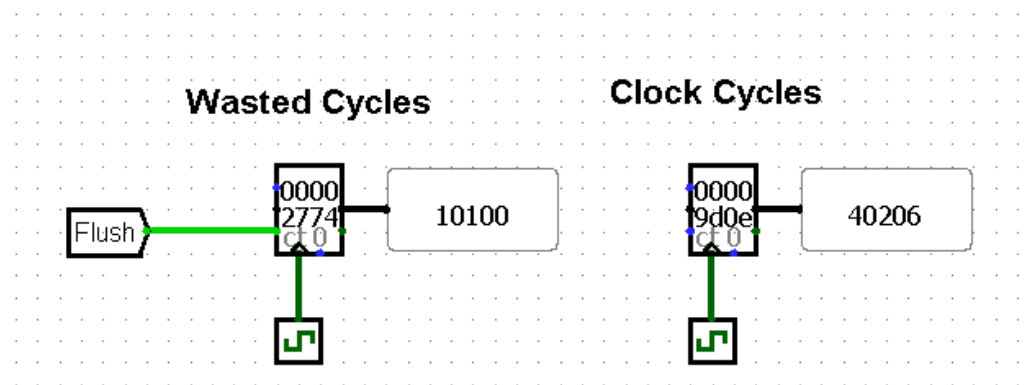 Wasted Cycles
Clock Cycles
Flush
0000
2774
ct 0
10100
0000
9d0e
ct 0
40206